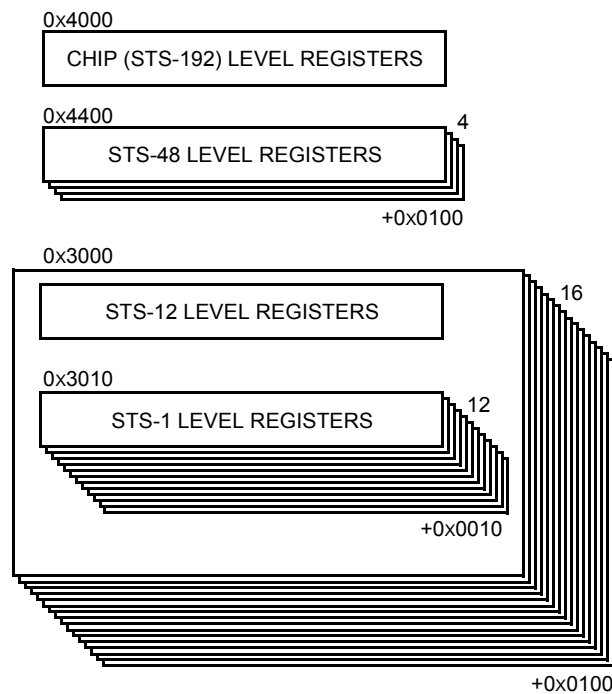 0x4000
CHIP (STS-192) LEVEL REGISTERS
0x4400
4
STS-48 LEVEL REGISTERS
+0x0100
0x3000
16
STS-12 LEVEL REGISTERS
0x3010
12
STS-1 LEVEL REGISTERS
+0x0010
+0x0100